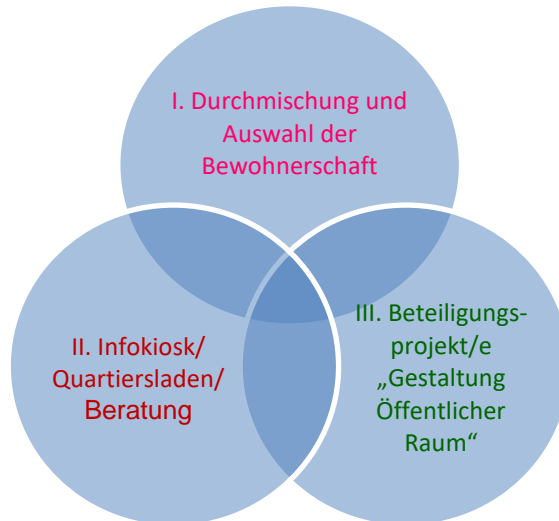 I. Durchmischung und
Auswahl der
Bewohnerschaft
II. Infokiosk/
Quartiersladen/
Beratung
III. Beteiligungs-
projekt/e
„Gestaltung
Öffentlicher
Raum“